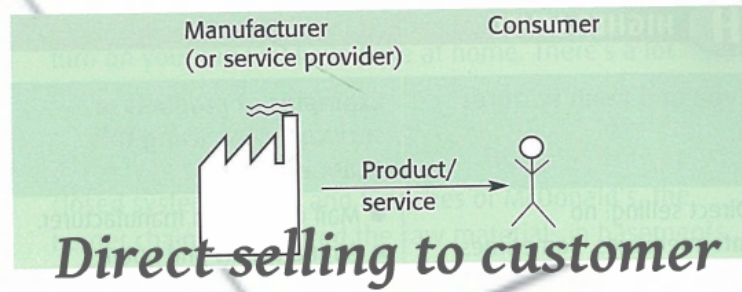 Manufacturer
(or service provider)
Consumer
Product/
service
Direct selling to customer